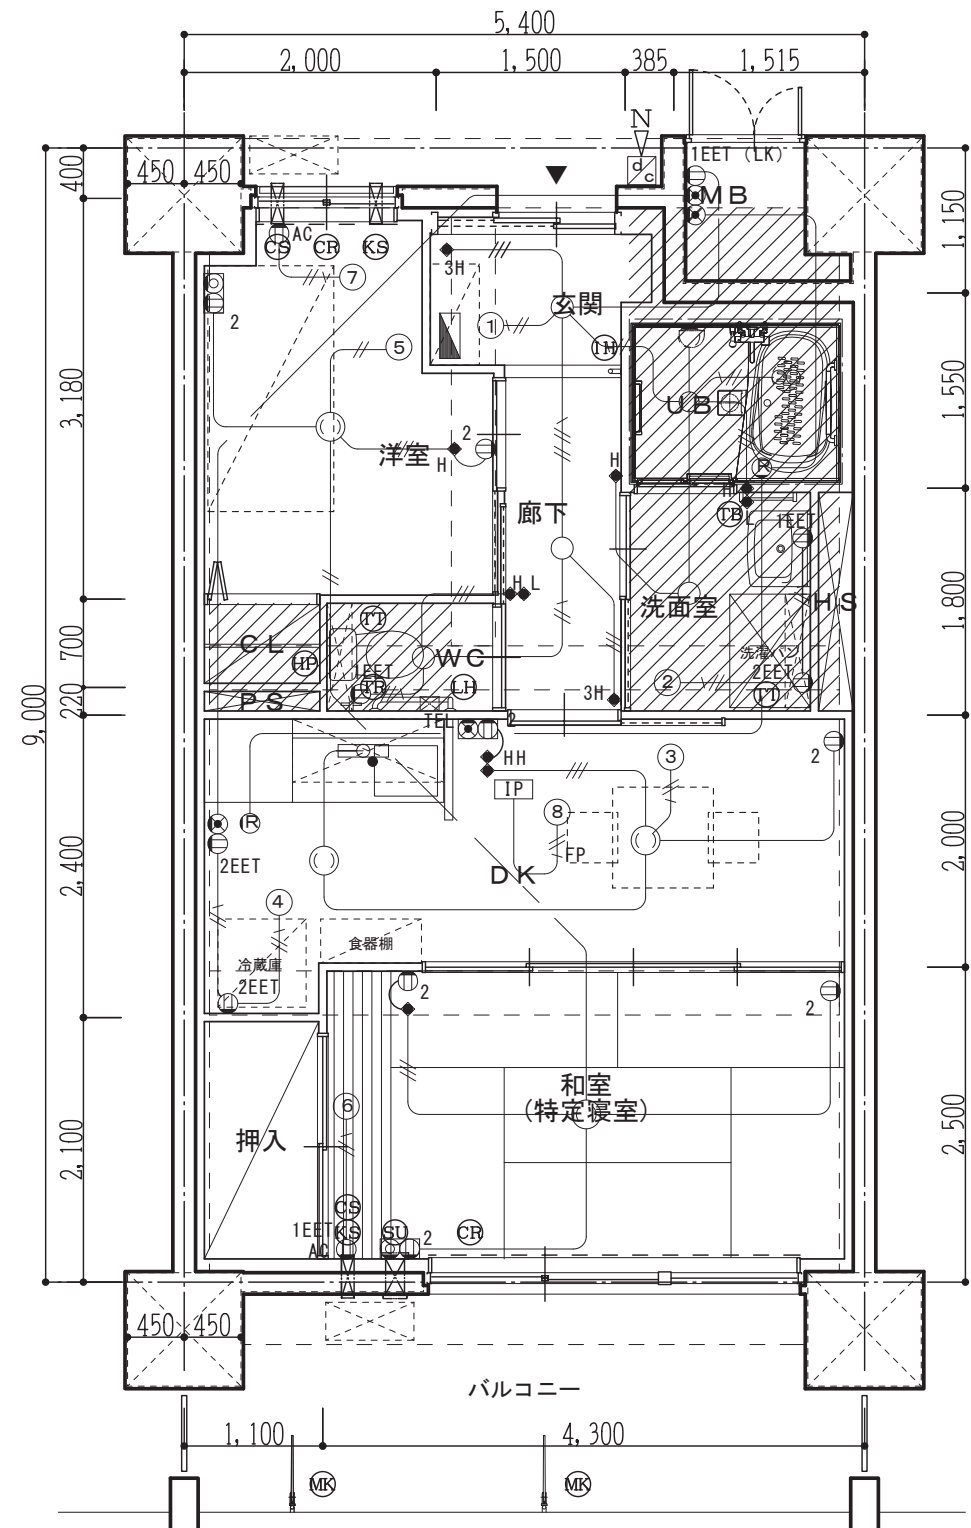 5,400
2,000
1,500
385
1,515
N
d
c
1EET (LK)
MB
400
450
450
1,150
AC
CS
CR
KS
3H
⑦
玄関
2
①
⑤
IH
UB
3,180
1,550
2
洋室
H
H
廊下
R
H
TB
L
1EET
H L
洗面室
HS
1,800
700
CL
HP
TT
WC
1EET
TR
LH
洗濯パン
2EET
TT
②
3H
220
PS
TEL
2
9,000
HH
③
2
IP
⑧
R
2EET
FP
DK
2,400
2,000
④
食器棚
冷蔵庫
2EET
2
2
和室
(特定寝室)
⑥
押入
2,100
2,500
CS
1EET
KS
SU
2
CR
AC
450
450
バルコニー
1,100
4,300
MK
MK